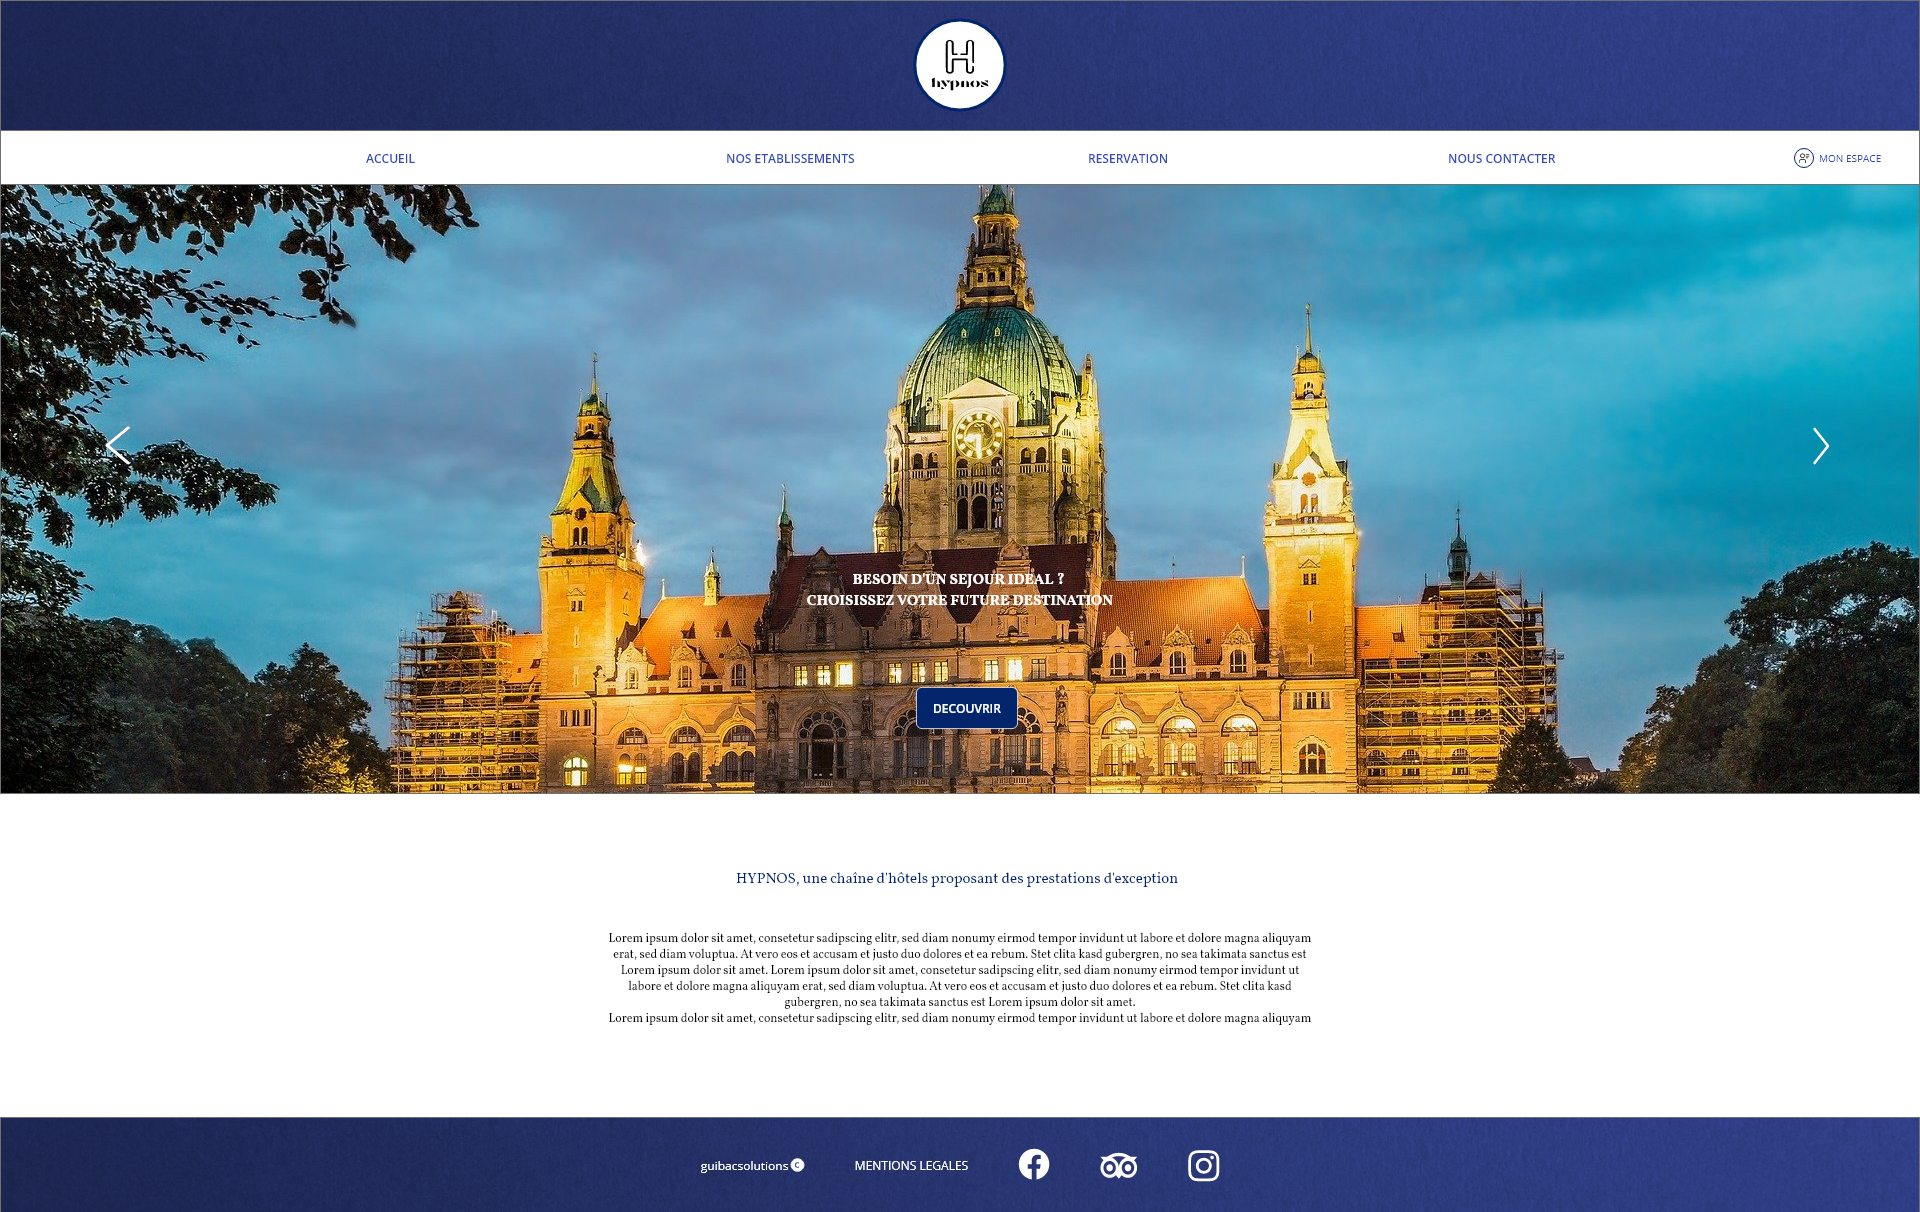 H
hypnos
ACCUEIL
NOS ETABLISSEMENTS
RESERVATION
NOUS CONTACTER
MON ESPACE
BESOIN D'UN SEJOUR IDEAL ?
CHOISISSEZ VOTRE FUTURE DESTINATION
DECOUVRIR
HYPNOS, une chaîne d'hôtels proposant des prestations d'exception
Lorem ipsum dolor sit amet, consetetur sadipscing elitr, sed diam nonumy eirmod tempor invidunt ut labore et dolore magna aliquyam
erat, sed diam voluptua. At vero eos et accusam et justo duo dolores et ea rebum. Stet clita kasd gubergren, no sea takimata sanctus est
Lorem ipsum dolor sit amet. Lorem ipsum dolor sit amet, consetetur sadipscing elitr, sed diam nonumy eirmod tempor invidunt ut
labore et dolore magna aliquyam erat, sed diam voluptua. At vero eos et accusam et justo duo dolores et ea rebum. Stet clita kasd
gubergren, no sea takimata sanctus est Lorem ipsum dolor sit amet.
Lorem ipsum dolor sit amet, consetetur sadipscing elitr, sed diam nonumy eirmod tempor invidunt ut labore et dolore magna aliquyam
guibacsolutions C
MENTIONS LEGALES